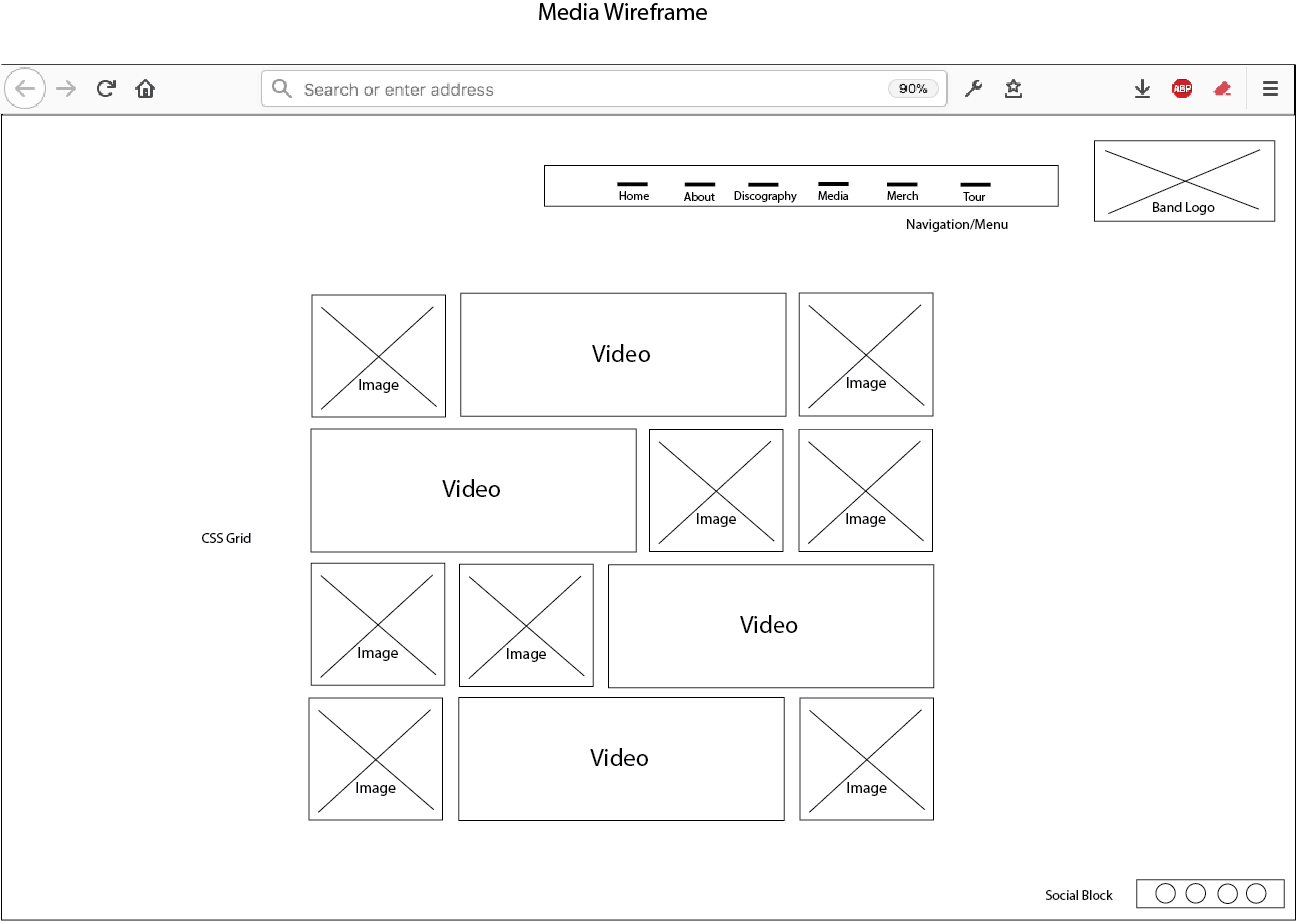 Media Wireframe
Search or enter address
90%
ABP
Home
About
Discography
Media
Merch
Tour
Band Logo
Navigation/Menu
Image
Video
Image
Video
Image
Image
CSS Grid
Image
Image
Video
Image
Video
Image
Social Block